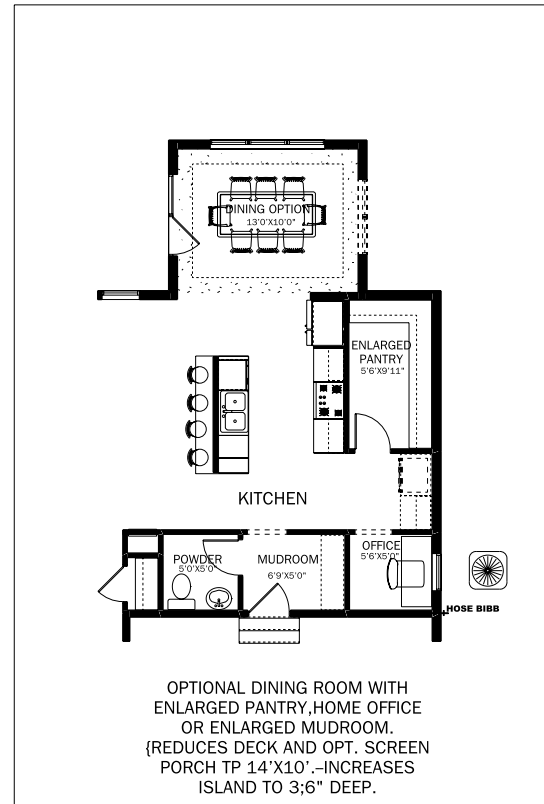 DINING OPTION
13'0'X10'0"
ENLARGED
PANTRY
5'6'X9'11"
KITCHEN
POWDER
5'0'X5'0'
MUDROOM
6'9'X5'0"
OFFICE
5'6'X5'0"
HOSE BIBB
OPTIONAL DINING ROOM WITH
ENLARGED PANTRY,HOME OFFICE
OR ENLARGED MUDROOM.
{REDUCES DECK AND OPT. SCREEN
PORCH TP 14'X10'.–INCREASES
ISLAND TO 3;6" DEEP.